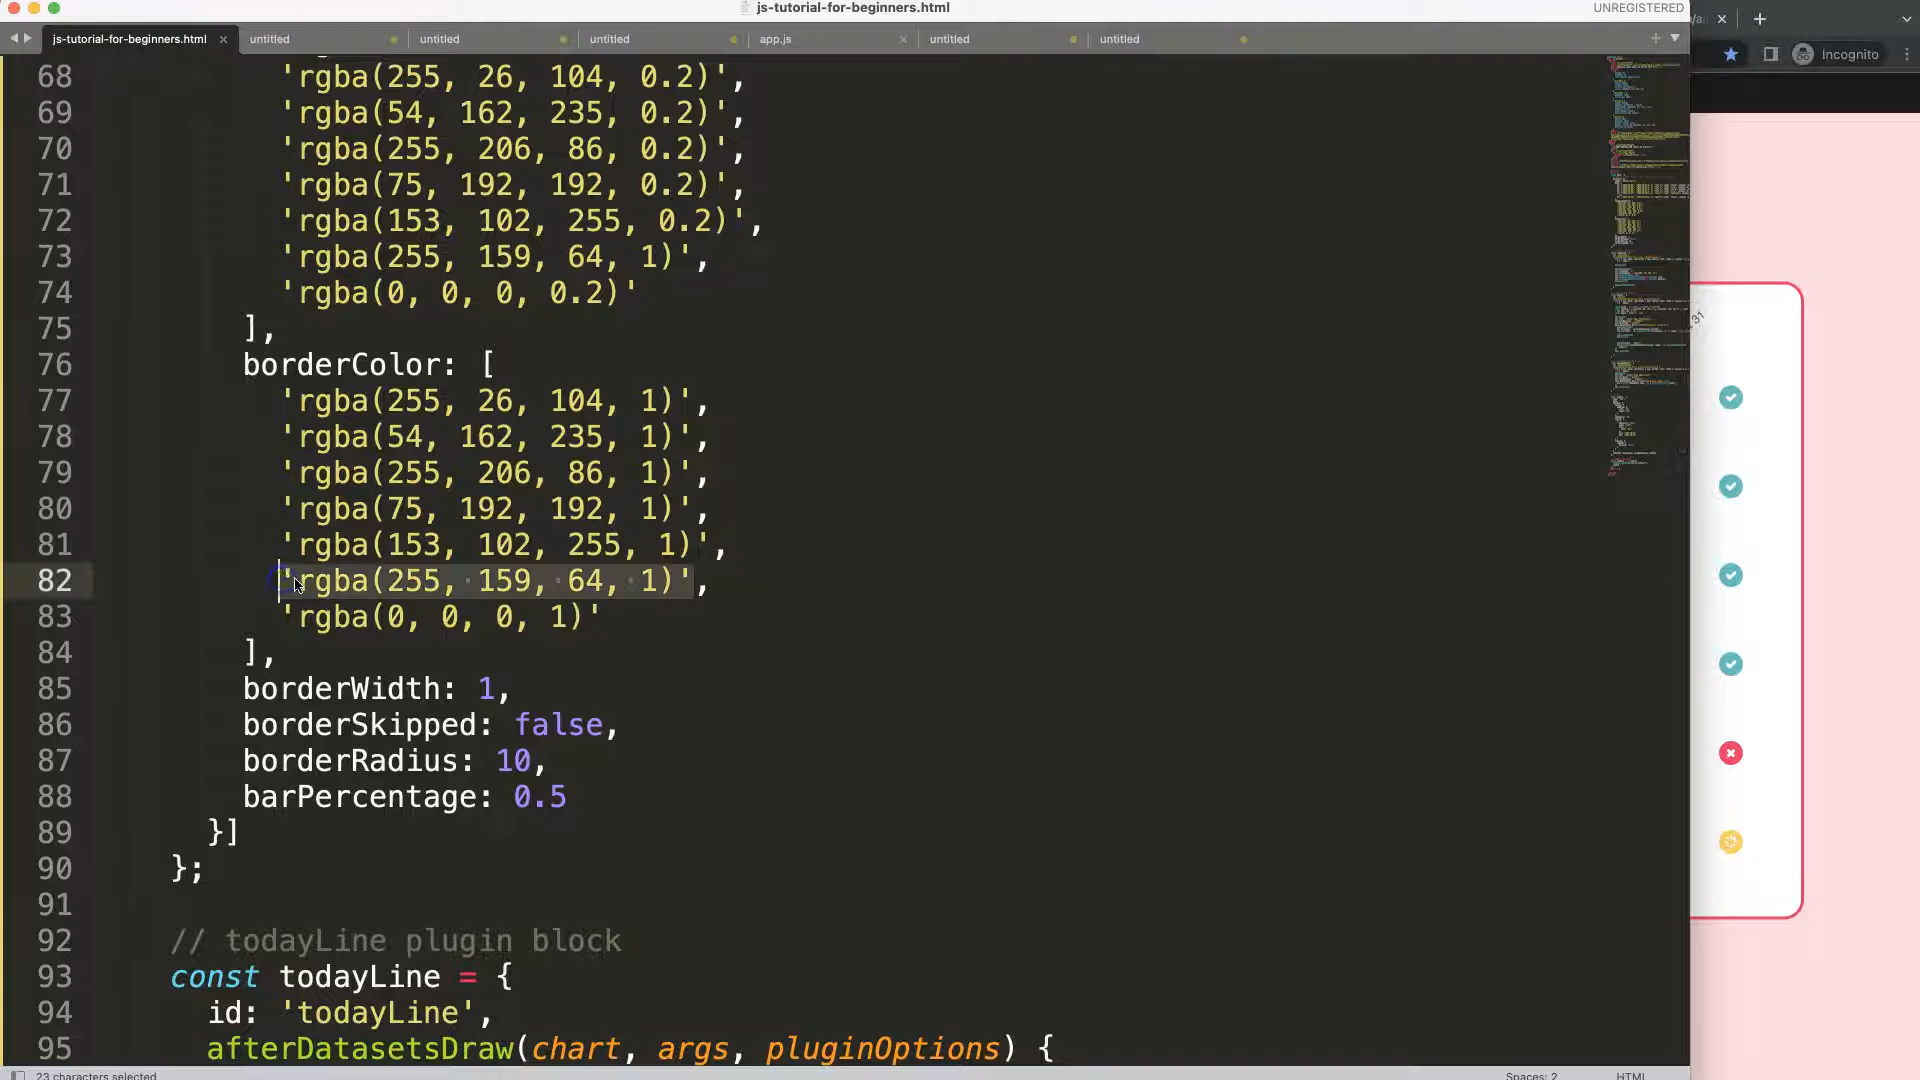 js-tutorial-for-beginners.html
UNREGISTERED
js-tutorial-for-beginners.html untitled untitled untitled app.js untitled untitled
Incognito
68 'rgba(255, 26, 104, 0.2)',
69 'rgba(54, 162, 235, 0.2)',
70 'rgba(255, 206, 86, 0.2)',
71 'rgba(75, 192, 192, 0.2)',
72 'rgba(153, 102, 255, 0.2)',
73 'rgba(255, 159, 64, 1)',
74 'rgba(0, 0, 0, 0.2)'
75 ],
76 borderColor: [
77 'rgba(255, 26, 104, 1)',
78 'rgba(54, 162, 235, 1)',
79 'rgba(255, 206, 86, 1)',
80 'rgba(75, 192, 192, 1)',
81 'rgba(153, 102, 255, 1)',
82 'rgba(255, 159, 64, 1)',
83 'rgba(0, 0, 0, 1)'
84 ],
85 borderWidth: 1,
86 borderSkipped: false,
87 borderRadius: 10,
88 barPercentage: 0.5
89 }]
90 };
91
92 // todayLine plugin block
93 const todayLine = {
94 id: 'todayLine',
95 afterDatasetsDraw(chart, args, pluginOptions) {
31
23 characters selected
Spaces: 2
HTML